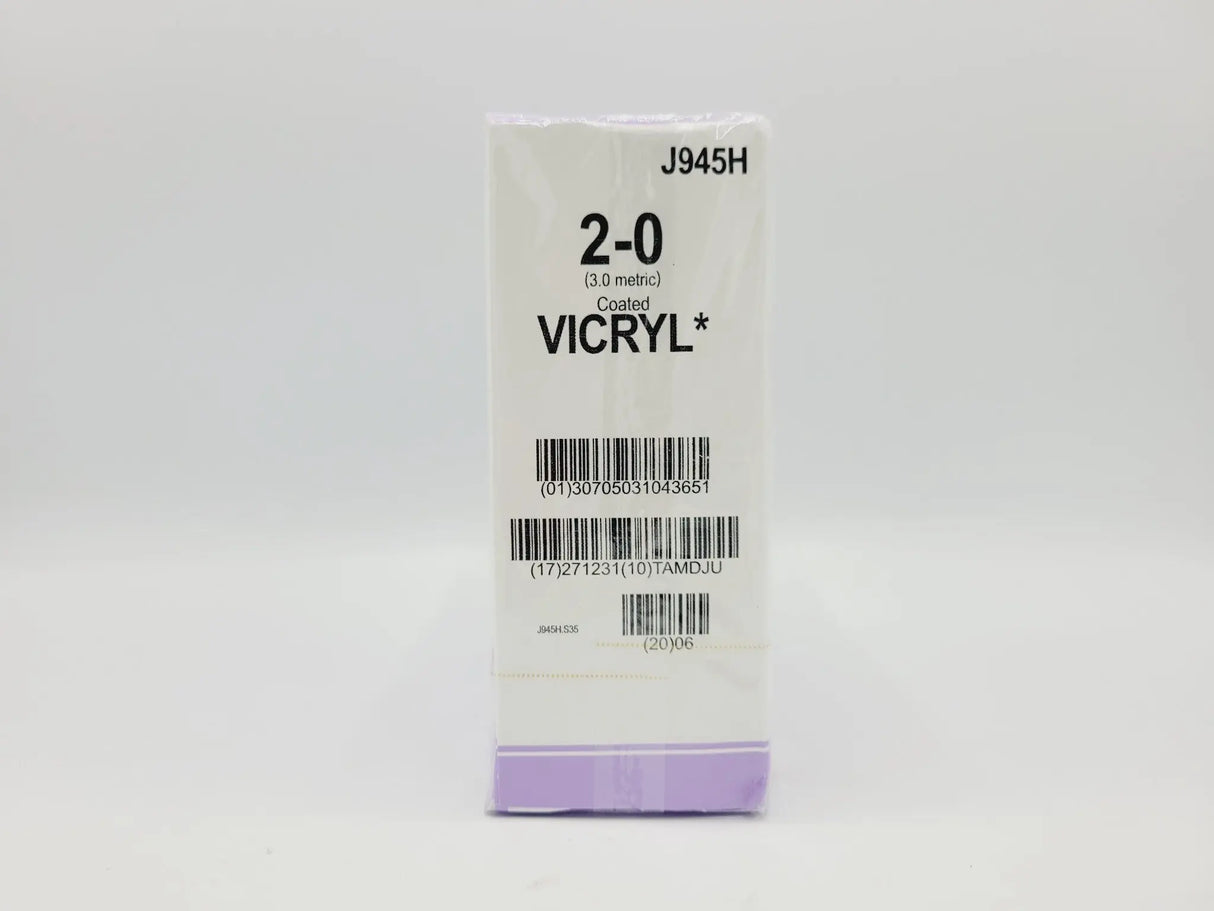 J945H
2-0
(3.0 metric)
Coated
VICRYL*
(01)30705031043651
(17)271231(10)TAMDJU
J945H.S35
(20)06